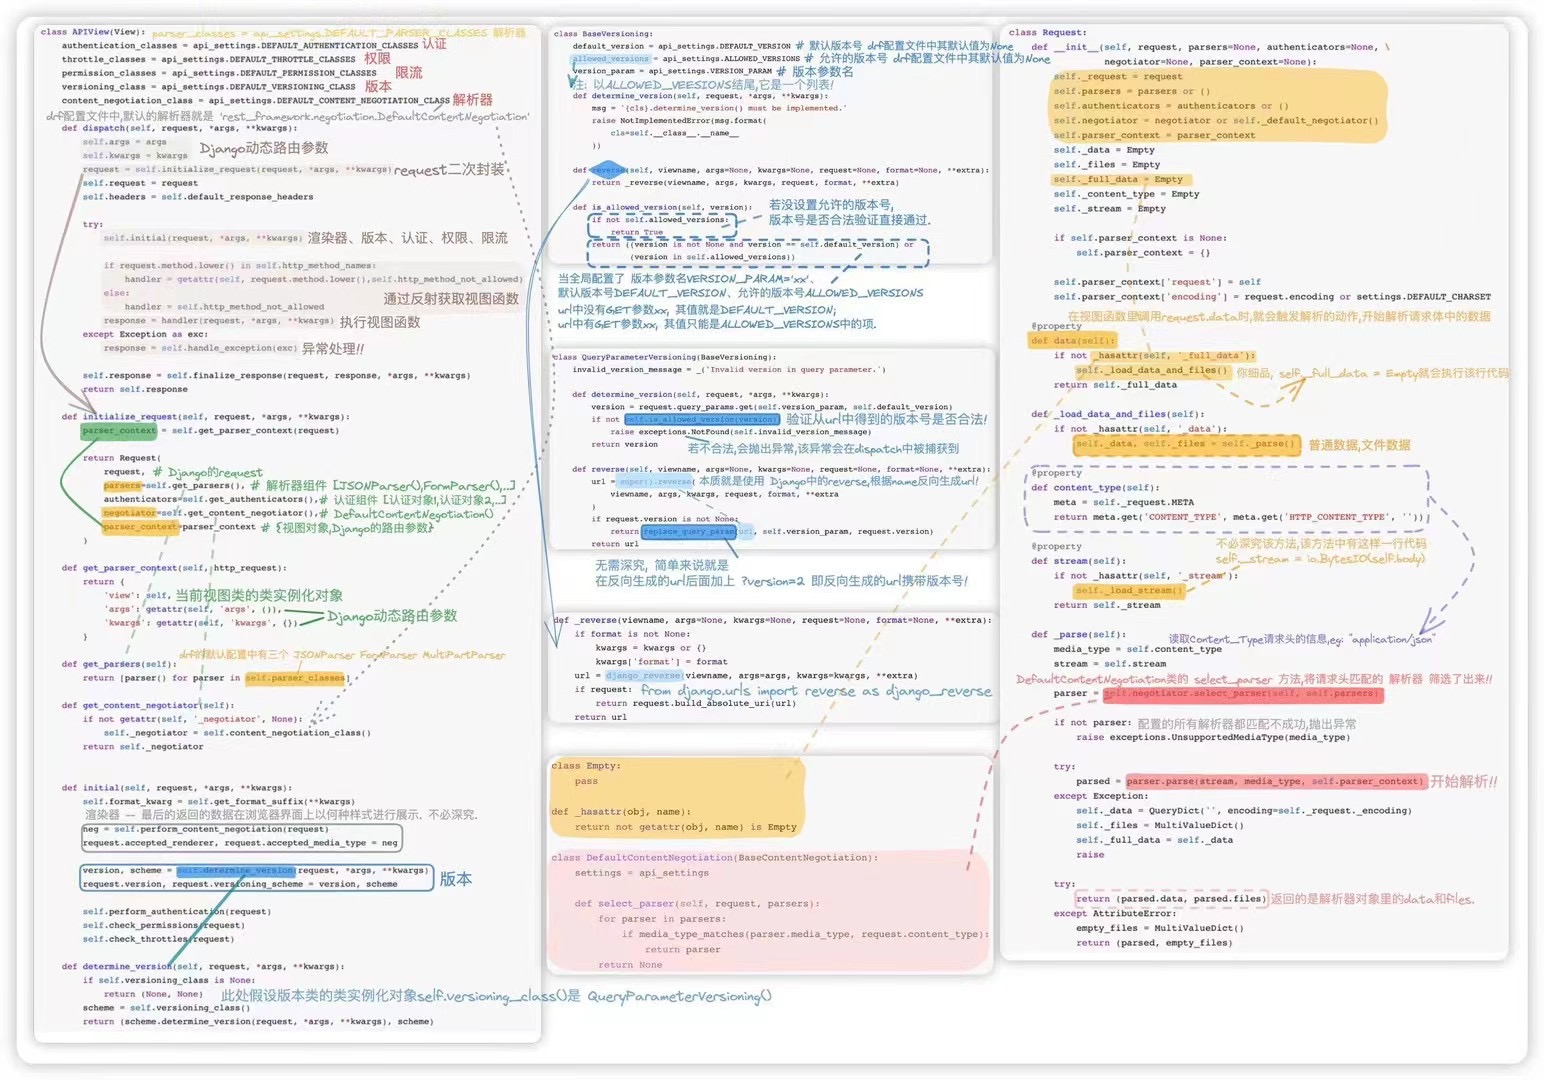 class APIView(View): parser_classes = api_settings.DEFAULT_PARSER_CLASSES 解析器
authentication_classes = api_settings.DEFAULT_AUTHENTICATION_CLASSES 认证
throttle_classes = api_settings.DEFAULT_THROTTLE_CLASSES 权限
permission_classes = api_settings.DEFAULT_PERMISSION_CLASSES 限流
versioning_class = api_settings.DEFAULT_VERSIONING_CLASS 版本
content_negotiation_class = api_settings.DEFAULT_CONTENT_NEGOTIATION_CLASS 解析器
drf配置文件中,默认的解析器就是 'rest_framework.negotiation.DefaultContentNegotiation'
def dispatch(self, request, *args, **kwargs):
self.args = args
self.kwargs = kwargs Django动态路由参数
request = self.initialize_request(request, *args, **kwargs) request二次封装
self.request = request
self.headers = self.default_response_headers
try:
self.initial(request, *args, **kwargs) 渲染器、版本、认证、权限、限流
if request.method.lower() in self.http_method_names:
handler = getattr(self, request.method.lower(),self.http_method_not_allowed)
else:
handler = self.http_method_not_allowed 通过反射获取视图函数
response = handler(request, *args, **kwargs) 执行视图函数
except Exception as exc:
response = self.handle_exception(exc) 异常处理!!
self.response = self.finalize_response(request, response, *args, **kwargs)
return self.response
def initialize_request(self, request, *args, **kwargs):
parser_context = self.get_parser_context(request)
return Request(
request, # Django的request
parsers=self.get_parsers(), # 解析器组件 [JSONParser(),FormParser(),..]
authenticators=self.get_authenticators(), # 认证组件 [认证对象1,认证对象2,..]
negotiator=self.get_content_negotiator(), # DefaultContentNegotiation()
parser_context=parser_context # {视图对象,Django的路由参数}
)
def get_parser_context(self, http_request):
return {
'view': self, 当前视图类的类实例化对象
'args': getattr(self, 'args', ()),
'kwargs': getattr(self, 'kwargs', {}) Django动态路由参数
}
drf的默认配置中有三个 JSONParser FormParser MultiPartParser
def get_parsers(self):
return [parser() for parser in self.parser_classes]
def get_content_negotiator(self):
if not getattr(self, '_negotiator', None):
self._negotiator = self.content_negotiation_class()
return self._negotiator
def initial(self, request, *args, **kwargs):
self.format_kwarg = self.get_format_suffix(**kwargs)
渲染器 -- 最后的返回的数据在浏览器界面上以何种样式进行展示. 不必深究.
neg = self.perform_content_negotiation(request)
request.accepted_renderer, request.accepted_media_type = neg
version, scheme = self.determine_version(request, *args, **kwargs)
request.version, request.versioning_scheme = version, scheme 版本
self.perform_authentication(request)
self.check_permissions(request)
self.check_throttles(request)
def determine_version(self, request, *args, **kwargs):
if self.versioning_class is None:
return (None, None) 此处假设版本类的类实例化对象self.versioning_class()是 QueryParameterVersioning()
scheme = self.versioning_class()
return (scheme.determine_version(request, *args, **kwargs), scheme)
class BaseVersioning:
default_version = api_settings.DEFAULT_VERSION # 默认版本号 drf配置文件中其默认值为None
allowed_versions = api_settings.ALLOWED_VERSIONS # 允许的版本号 drf配置文件中其默认值为None
version_param = api_settings.VERSION_PARAM # 版本参数名
注: 以ALLOWED_VEESIONS结尾,它是一个列表!
def determine_version(self, request, *args, **kwargs):
msg = '{cls}.determine_version() must be implemented.'
raise NotImplementedError(msg.format(
cls=self.__class__.__name__
))
def reverse(self, viewname, args=None, kwargs=None, request=None, format=None, **extra):
return _reverse(viewname, args, kwargs, request, format, **extra)
def is_allowed_version(self, version): 若没设置允许的版本号,
if not self.allowed_versions: 版本号是否合法验证直接通过.
return True
return ((version is not None and version == self.default_version) or
(version in self.allowed_versions))
当全局配置了 版本参数名VERSION_PARAM='xx'、
默认版本号DEFAULT_VERSION、允许的版本号ALLOWED_VERSIONS
url中没有GET参数xx, 其值就是DEFAULT_VERSION;
url中有GET参数xx, 其值只能是ALLOWED_VERSIONS中的项.
class QueryParameterVersioning(BaseVersioning):
invalid_version_message = _('Invalid version in query parameter.')
def determine_version(self, request, *args, **kwargs):
version = request.query_params.get(self.version_param, self.default_version)
if not self.is_allowed_version(version): 验证从url中得到的版本号是否合法!
raise exceptions.NotFound(self.invalid_version_message)
return version 若不合法,会抛出异常,该异常会在dispatch中被捕获到
def reverse(self, viewname, args=None, kwargs=None, request=None, format=None, **extra):
url = super().reverse( 本质就是使用 Django中的reverse,根据name反向生成url!
viewname, args, kwargs, request, format, **extra
)
if request.version is not None:
return replace_query_param(url, self.version_param, request.version)
return url
无需深究, 简单来说就是
在反向生成的url后面加上 ?version=2 即反向生成的url携带版本号!
def _reverse(viewname, args=None, kwargs=None, request=None, format=None, **extra):
if format is not None:
kwargs = kwargs or {}
kwargs['format'] = format
url = django_reverse(viewname, args=args, kwargs=kwargs, **extra)
if request: from django.urls import reverse as django_reverse
return request.build_absolute_uri(url)
return url
class Empty:
pass
def _hasattr(obj, name):
return not getattr(obj, name) is Empty
class DefaultContentNegotiation(BaseContentNegotiation):
settings = api_settings
def select_parser(self, request, parsers):
for parser in parsers:
if media_type_matches(parser.media_type, request.content_type):
return parser
return None
class Request:
def __init__(self, request, parsers=None, authenticators=None, \
negotiator=None, parser_context=None):
self._request = request
self.parsers = parsers or ()
self.authenticators = authenticators or ()
self.negotiator = negotiator or self._default_negotiator()
self.parser_context = parser_context
self._data = Empty
self._files = Empty
self._full_data = Empty
self._content_type = Empty
self._stream = Empty
if self.parser_context is None:
self.parser_context = {}
self.parser_context['request'] = self
self.parser_context['encoding'] = request.encoding or settings.DEFAULT_CHARSET
在视图函数里调用request.data时,就会触发解析的动作,开始解析请求体中的数据
@property
def data(self):
if not _hasattr(self, '_full_data'):
self._load_data_and_files() 你细品, self._full_data = Empty就会执行该行代码
return self._full_data
def _load_data_and_files(self):
if not _hasattr(self, '_data'):
self._data, self._files = self._parse() 普通数据,文件数据
@property
def content_type(self):
meta = self._request.META
return meta.get('CONTENT_TYPE', meta.get('HTTP_CONTENT_TYPE', ''))
@property 不必深究该方法,该方法中有这样一行代码
def stream(self): self._stream = io.BytesIO(self.body)
if not _hasattr(self, '_stream'):
self._load_stream()
return self._stream
def _parse(self): 读取Content_Type请求头的信息,eg: "application/json"
media_type = self.content_type
stream = self.stream
DefaultContentNegotiation类的 select_parser 方法,将请求头匹配的 解析器 筛选了出来!!
parser = self.negotiator.select_parser(self, self.parsers)
if not parser: 配置的所有解析器都匹配不成功,抛出异常
raise exceptions.UnsupportedMediaType(media_type)
try:
parsed = parser.parse(stream, media_type, self.parser_context) 开始解析!!
except Exception:
self._data = QueryDict('', encoding=self._request._encoding)
self._files = MultiValueDict()
self._full_data = self._data
raise
try:
return (parsed.data, parsed.files) 返回的是解析器对象里的data和files.
except AttributeError:
empty_files = MultiValueDict()
return (parsed, empty_files)